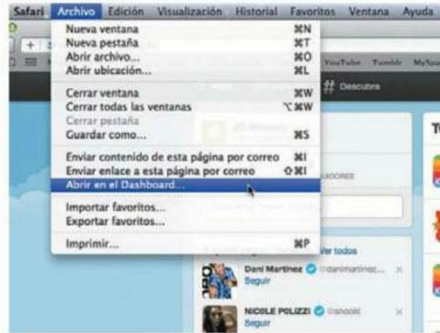 Safari Archivo Edición Visualización Historial Favoritos Ventana Ayuda
Nueva ventana ⌘N
Nueva pestaña ⌘T
Abrir archivo... ⌘O
Abrir ubicación... ⌘L
YouTube Tumblr
Cerrar ventana ⌘W
# Descubre
Cerrar todas las ventanas ⌥⌘W
Cerrar pestaña
Guardar como... ⌘S
Enviar contenido de esta página por correo ⌘I
Enviar enlace a esta página por correo ⇧⌘I
Abrir en el Dashboard...
Importar favoritos...
Exportar favoritos...
Imprimir... ⌘P
Ver todos
Dani Martinez @danimartinez...
Seguir
NICOLE POLIZZI @snooki
Seguir